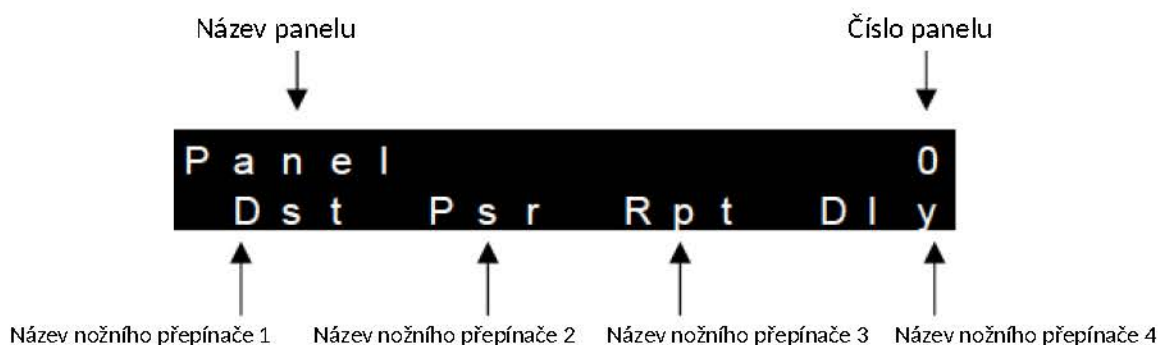 Název panelu Číslo panelu
Panel 0
Dst Psr Rpt Dly
Název nožního přepínače 1 Název nožního přepínače 2 Název nožního přepínače 3 Název nožního přepínače 4